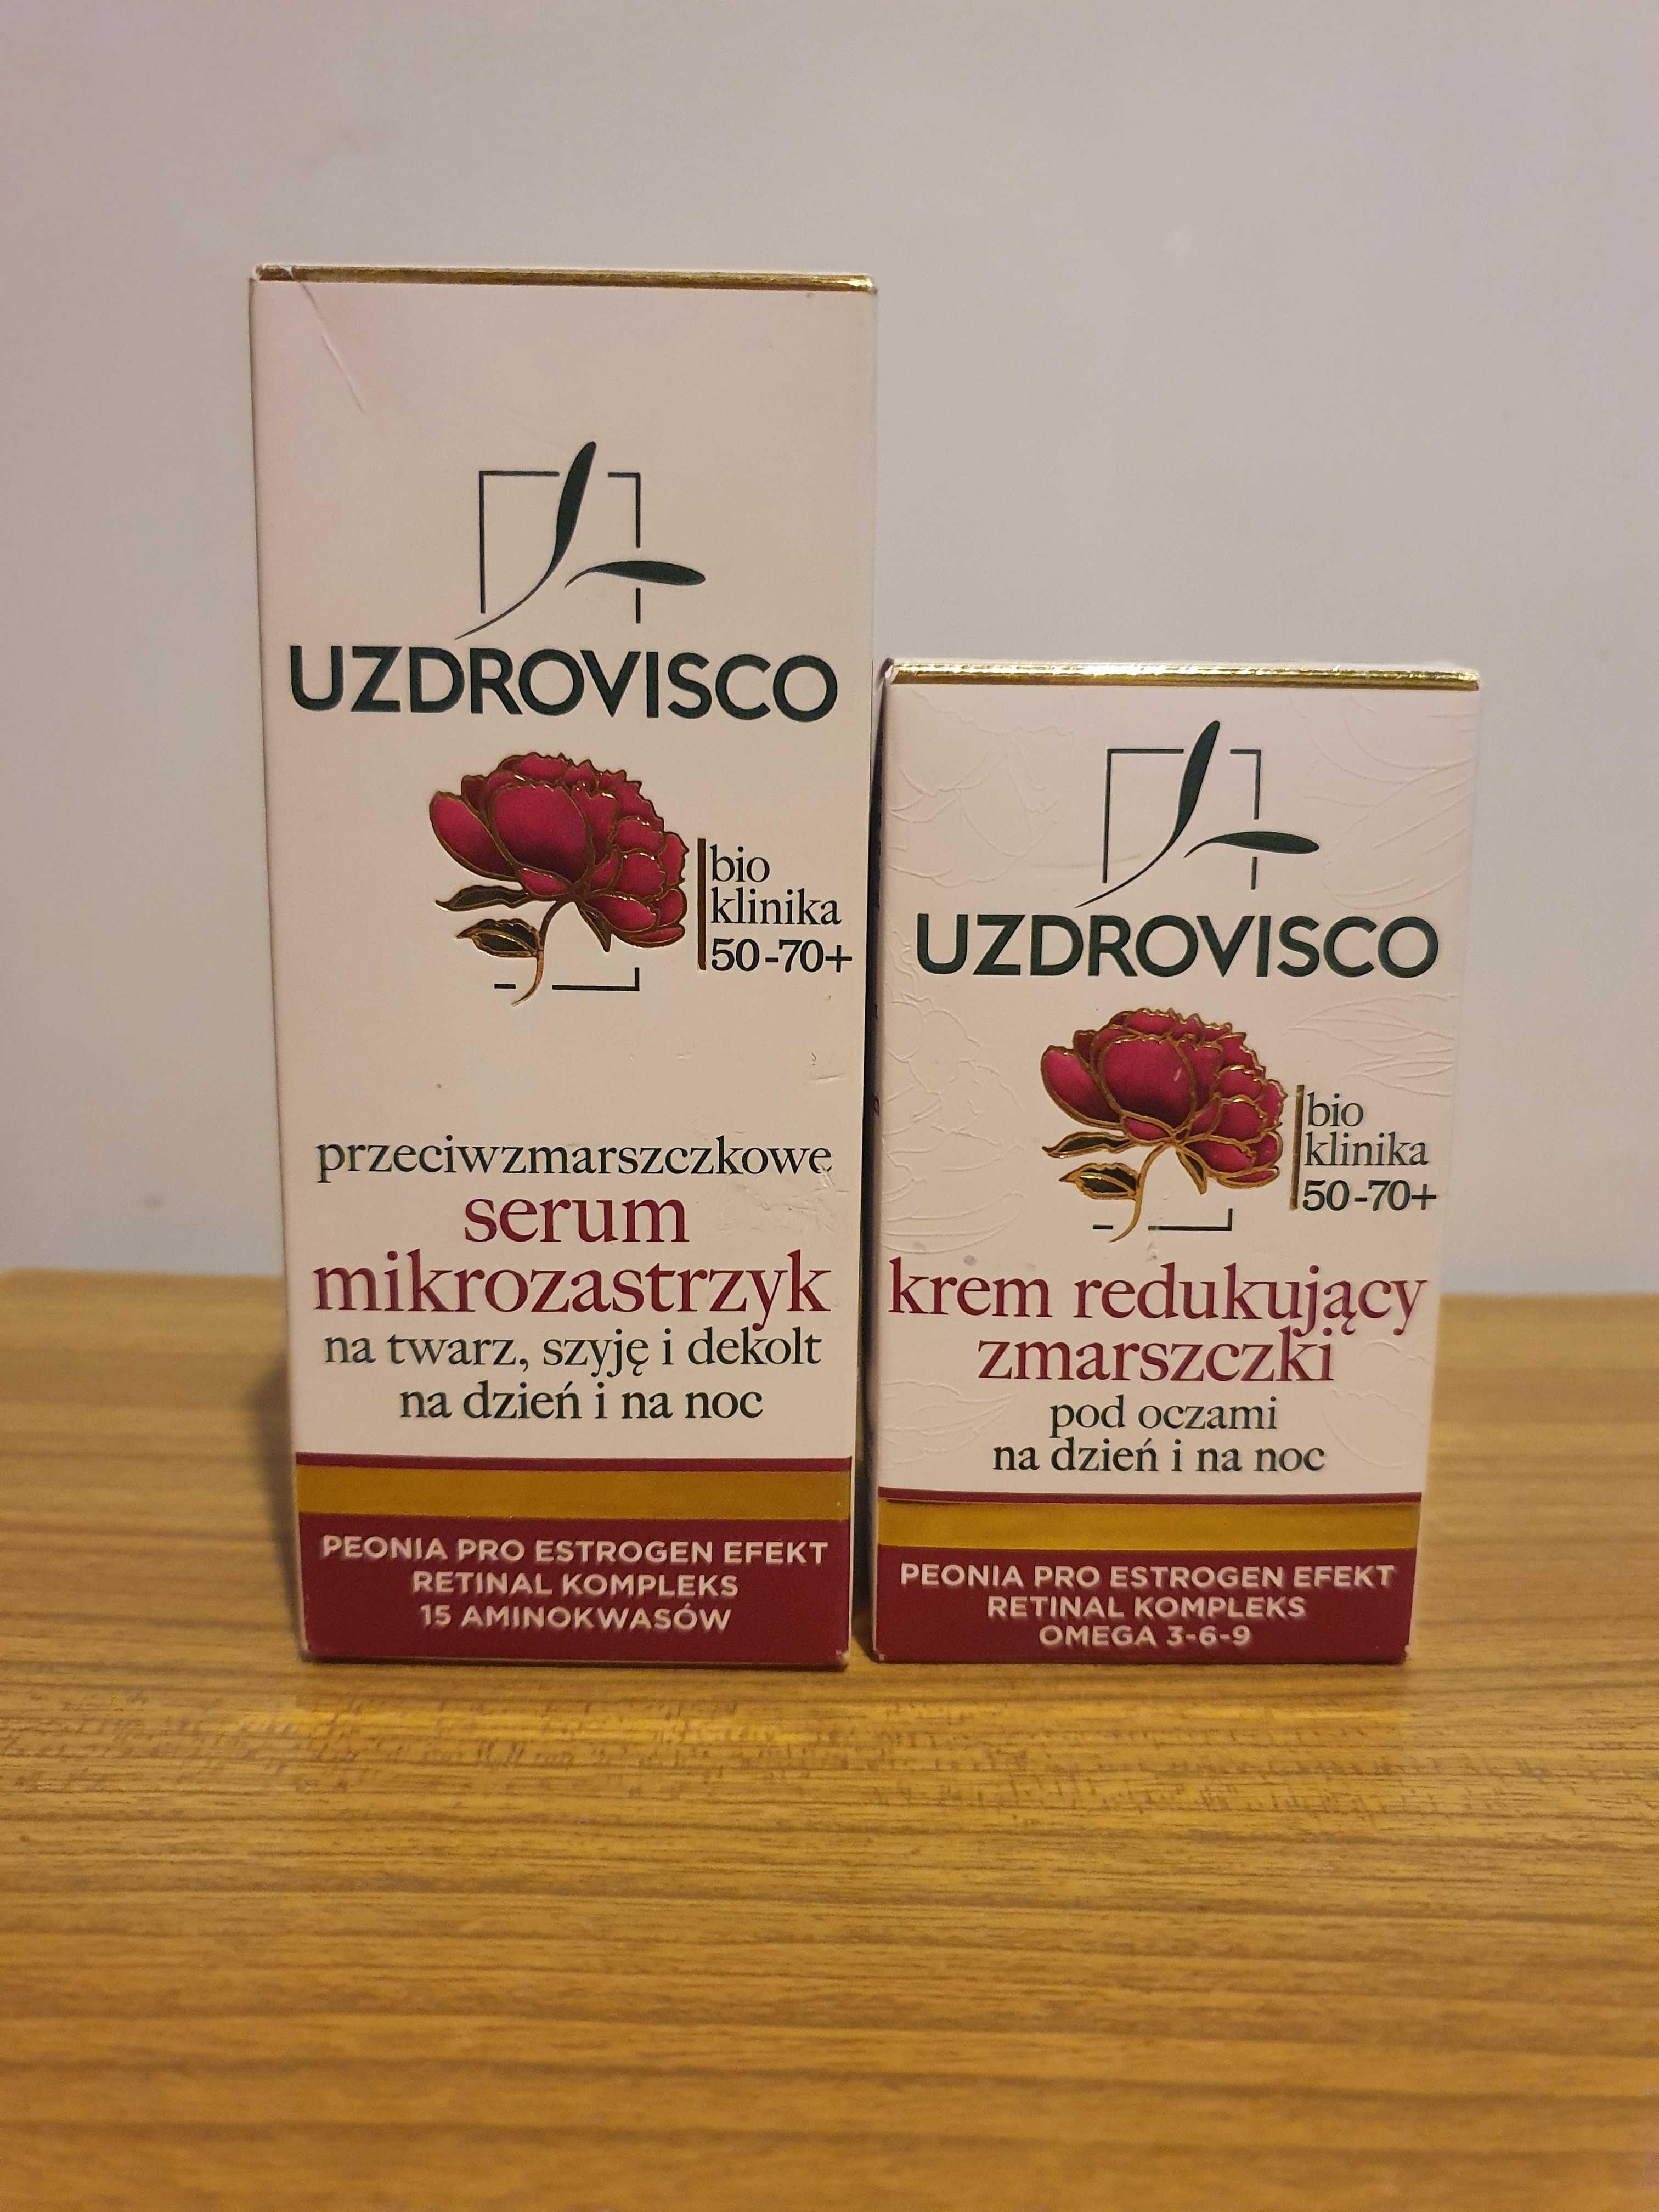 UZDROVISCO
bio
klinika
50-70+
przeciwzmarszczkowe
serum
mikrozastrzyk
na twarz, szyję i dekolt
na dzień i na noc
PEONIA PRO ESTROGEN EFEKT
RETINAL KOMPLEKS
15 AMINOKWASÓW
UZDROVISCO
bio
klinika
50-70+
krem redukujący
zmarszczki
pod oczami
na dzień i na noc
PEONIA PRO ESTROGEN EFEKT
RETINAL KOMPLEKS
OMEGA 3-6-9